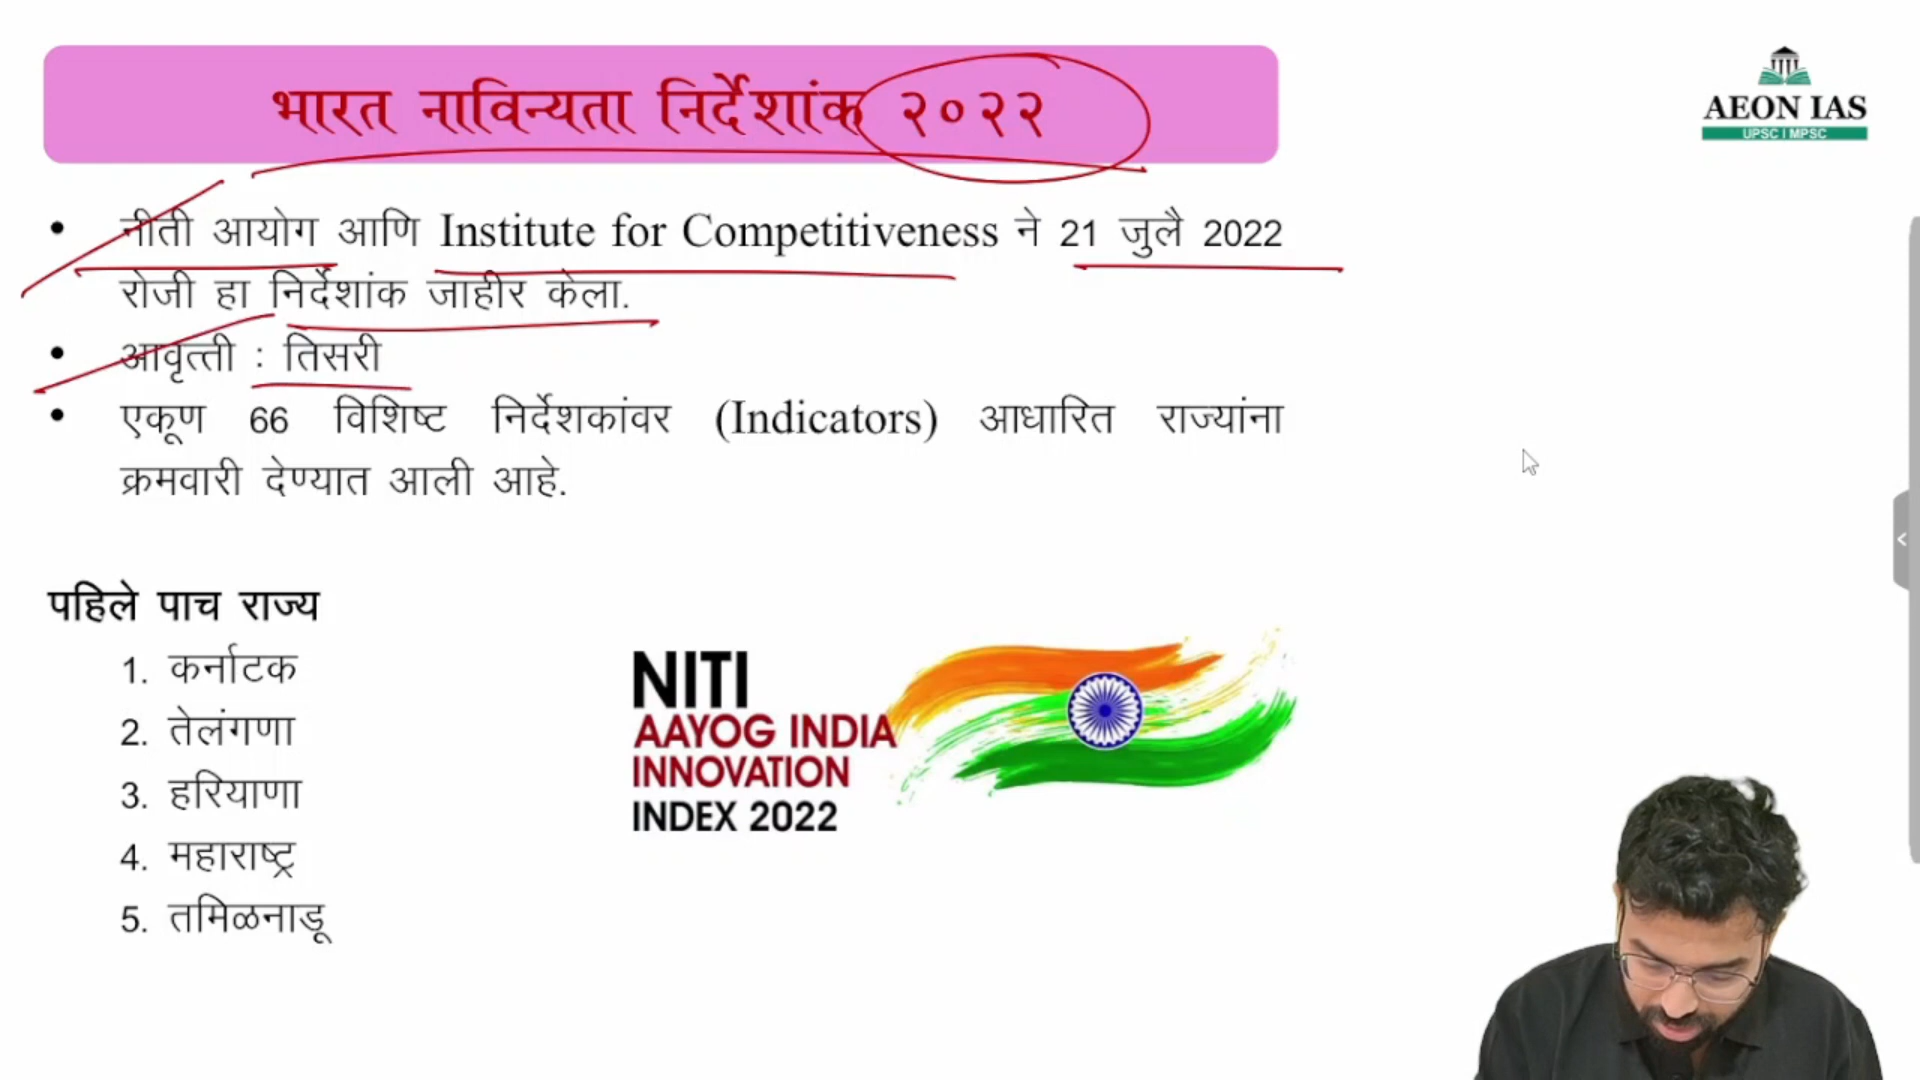 भारत नाविन्यता निर्देशांक २०२२
AEON IAS
UPSC | MPSC
• नीती आयोग आणि Institute for Competitiveness ने 21 जुलै 2022
रोजी हा निर्देशांक जाहीर केला.
• आवृत्ती : तिसरी
• एकूण 66 विशिष्ट निर्देशकांवर (Indicators) आधारित राज्यांना
क्रमवारी देण्यात आली आहे.
पहिले पाच राज्य
1. कर्नाटक
2. तेलंगणा
3. हरियाणा
4. महाराष्ट्र
5. तमिळनाडू
NITI
AAYOG INDIA
INNOVATION
INDEX 2022